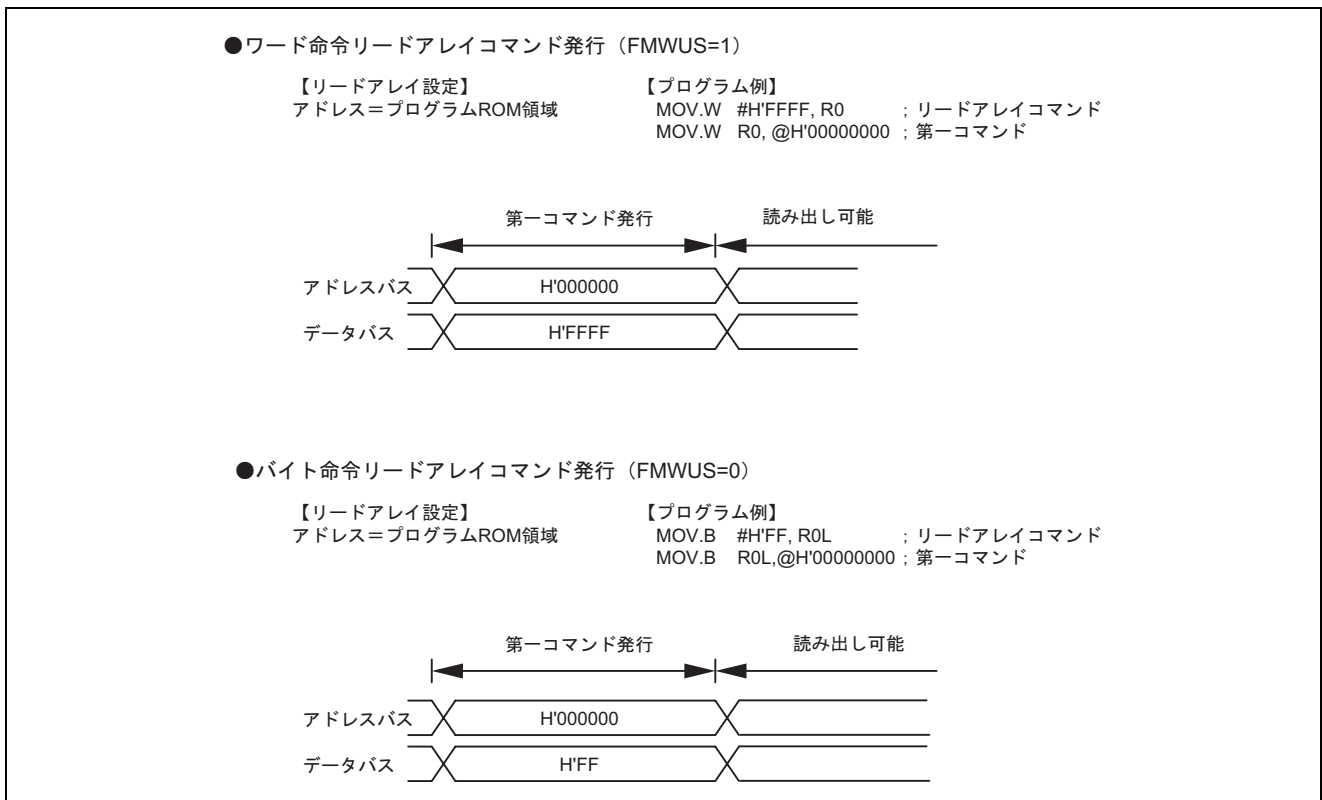 ●ワード命令リードアレイコマンド発行（FMWUS=1）
【リードアレイ設定】 【プログラム例】
アドレス＝プログラムROM領域 MOV.W #H'FFFF, R0 ; リードアレイコマンド
MOV.W R0, @H'00000000 ; 第一コマンド
第一コマンド発行 読み出し可能
アドレスバス H'000000
データバス H'FFFF
●バイト命令リードアレイコマンド発行（FMWUS=0）
【リードアレイ設定】 【プログラム例】
アドレス＝プログラムROM領域 MOV.B #H'FF, R0L ; リードアレイコマンド
MOV.B R0L,@H'00000000 ; 第一コマンド
第一コマンド発行 読み出し可能
アドレスバス H'000000
データバス H'FF